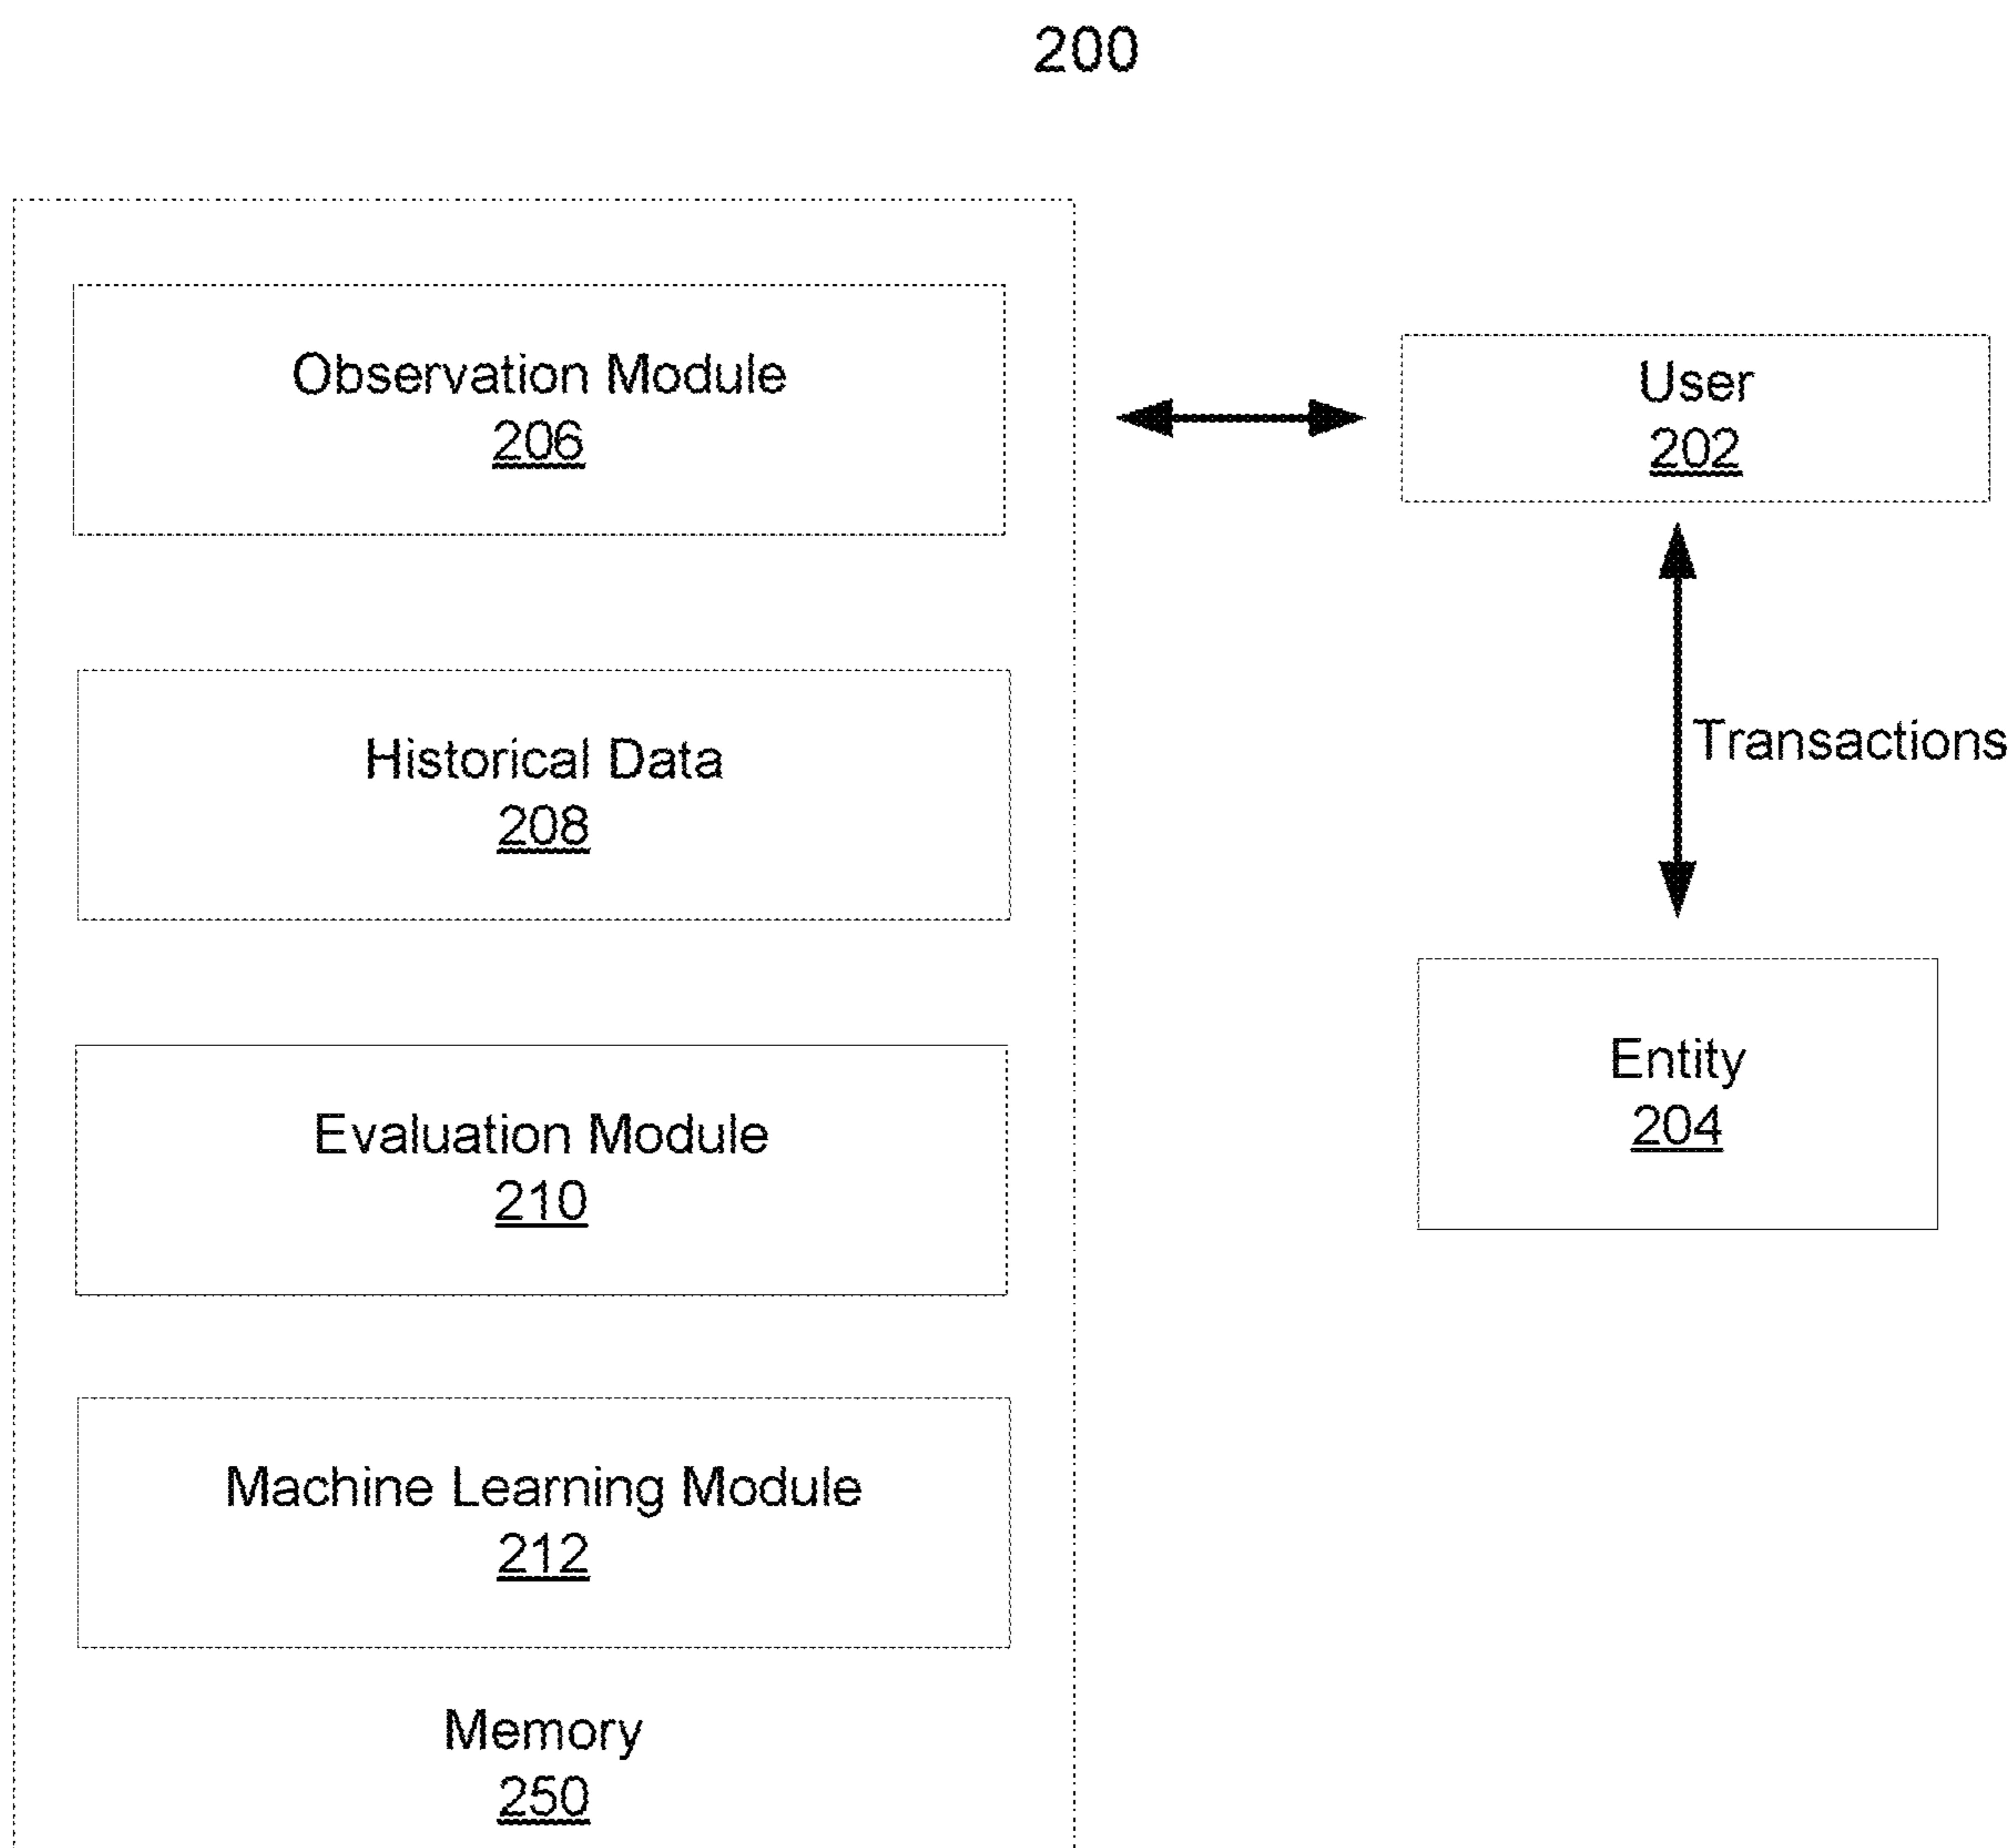 200
Observation Module
206
User
202
Historical Data
208
Transactions
Entity
204
Evaluation Module
210
Machine Learning Module
212
Memory
250